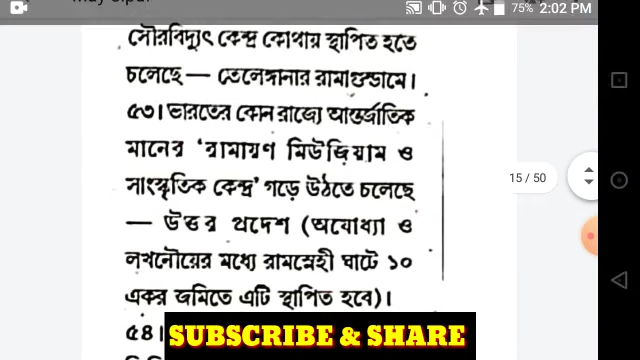 75% 2:02 PM
সৌরবিদ্যুৎ কেন্দ্র কোথায় স্থাপিত হতে
চলেছে — তেলেঙ্গানার রামাগুন্ডামে।
৫৩। ভারতের কোন রাজ্যে আন্তর্জাতিক
মানের 'রামায়ণ মিউজিয়াম ও
সাংস্কৃতিক কেন্দ্র' গড়ে উঠতে চলেছে
15 / 50
— উত্তর প্রদেশ (অযোধ্যা ও
লখনৌয়ের মধ্যে রামস্নেহী ঘাটে ১০
একর জমিতে এটি স্থাপিত হবে)।
৫৪।
SUBSCRIBE & SHARE